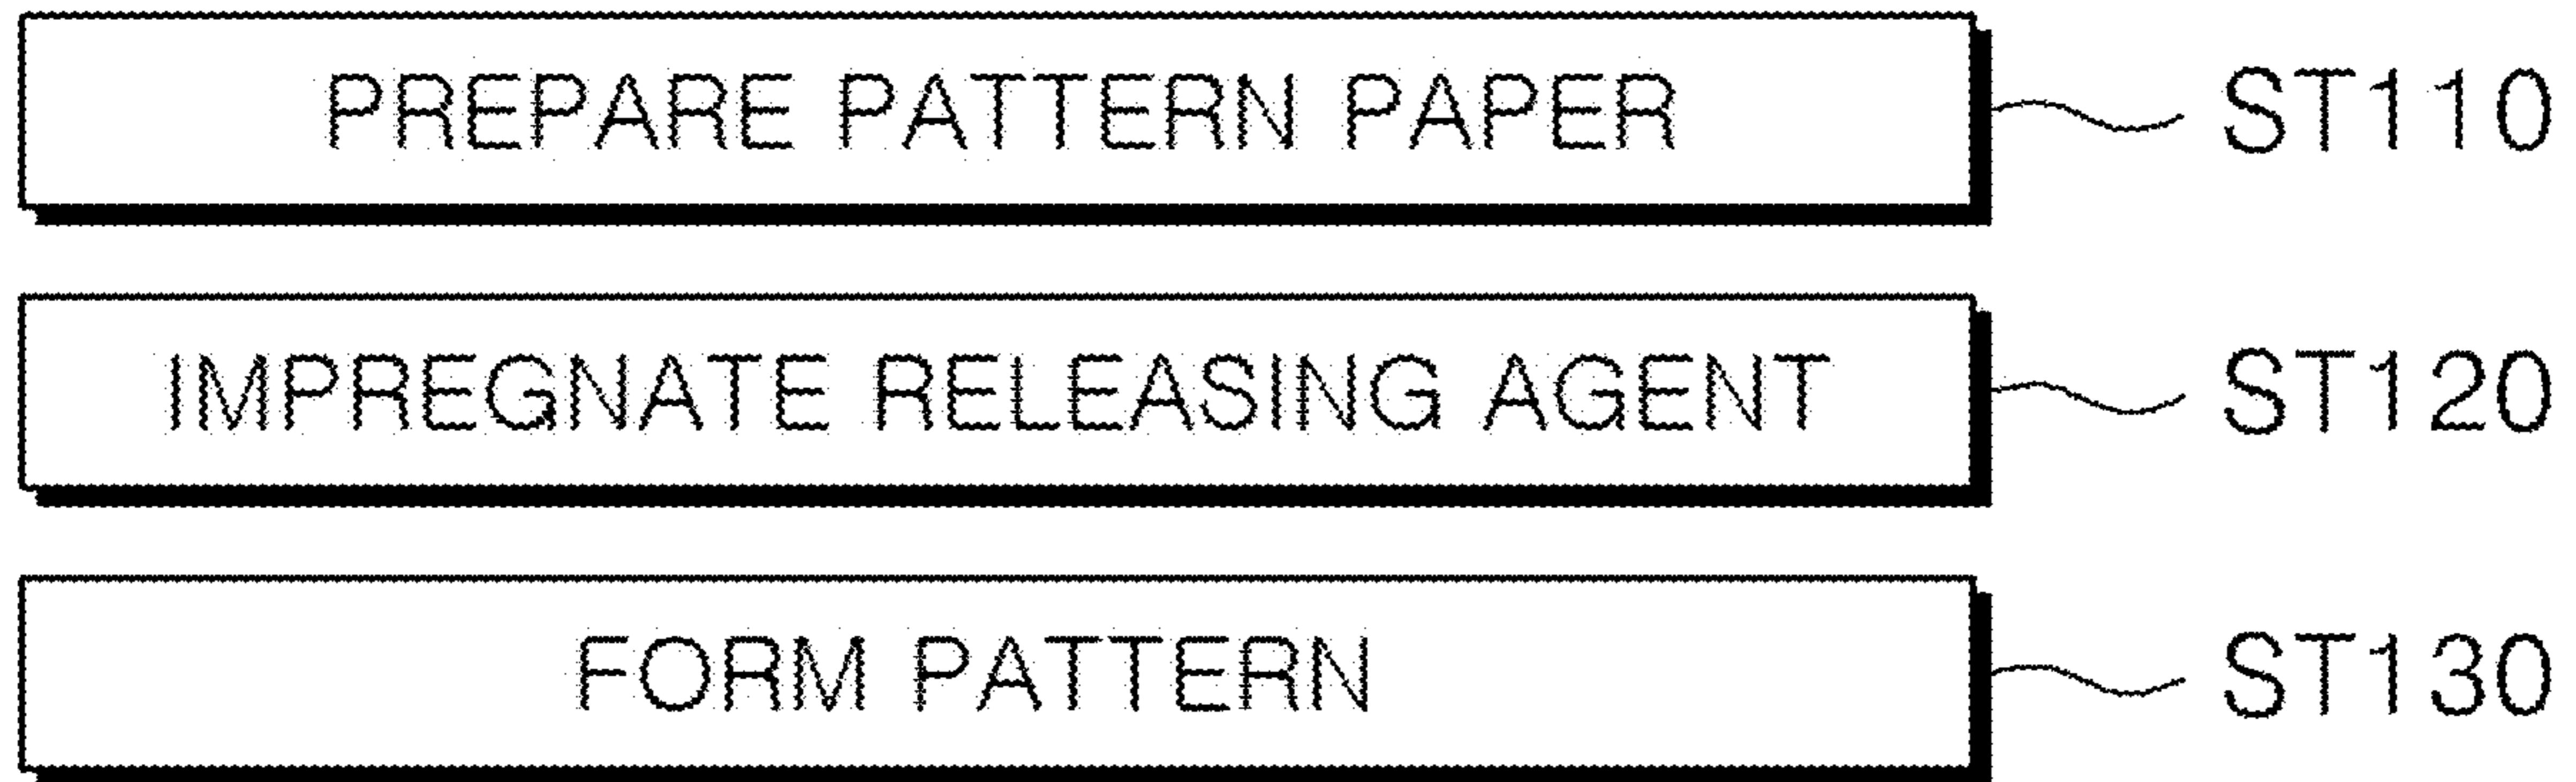 PREPARE PATTERN PAPER ST110
IMPREGNATE RELEASING AGENT ST120
FORM PATTERN ST130